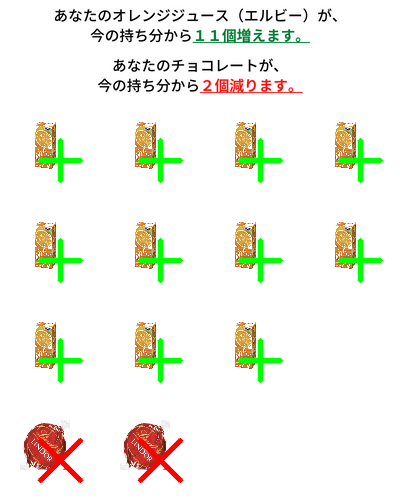 あなたのオレンジジュース（エルビー）が、
今の持ち分から１１個増えます。
あなたのチョコレートが、
今の持ち分から２個減ります。
LINDOR
LINDOR